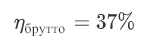 η_брутто = 37%